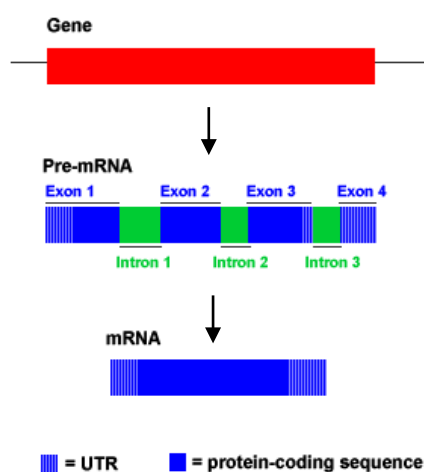 Gene
Pre-mRNA
Exon 1 Exon 2 Exon 3 Exon 4
Intron 1 Intron 2 Intron 3
mRNA
= UTR = protein-coding sequence